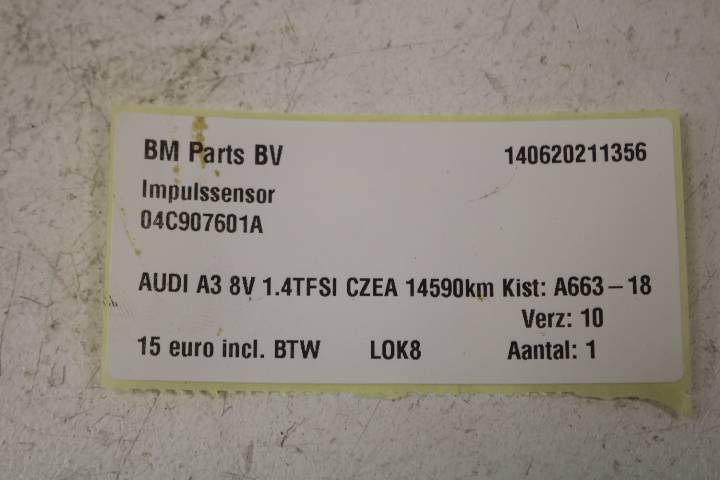 BM Parts BV 140620211356
Impulssensor
04C907601A
AUDI A3 8V 1.4TFSI CZEA 14590km Kist: A663-18
Verz: 10
15 euro incl. BTW LOK8 Aantal: 1